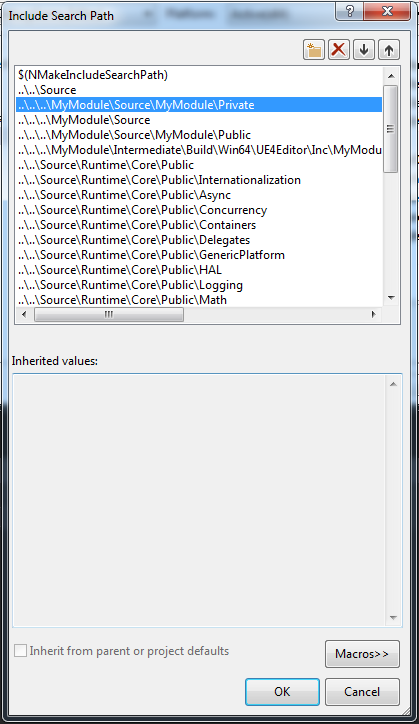 Include Search Path
$(NMakeIncludeSearchPath)
..\..\Source
..\..\..\MyModule\Source\MyModule\Private
..\..\..\MyModule\Source
..\..\..\MyModule\Source\MyModule\Public
..\..\..\MyModule\Intermediate\Build\Win64\UE4Editor\Inc\MyModu
..\..\Source\Runtime\Core\Public
..\..\Source\Runtime\Core\Public\Internationalization
..\..\Source\Runtime\Core\Public\Async
..\..\Source\Runtime\Core\Public\Concurrency
..\..\Source\Runtime\Core\Public\Containers
..\..\Source\Runtime\Core\Public\Delegates
..\..\Source\Runtime\Core\Public\GenericPlatform
..\..\Source\Runtime\Core\Public\HAL
..\..\Source\Runtime\Core\Public\Logging
..\..\Source\Runtime\Core\Public\Math
Inherited values:
Inherit from parent or project defaults
Macros>>
OK
Cancel